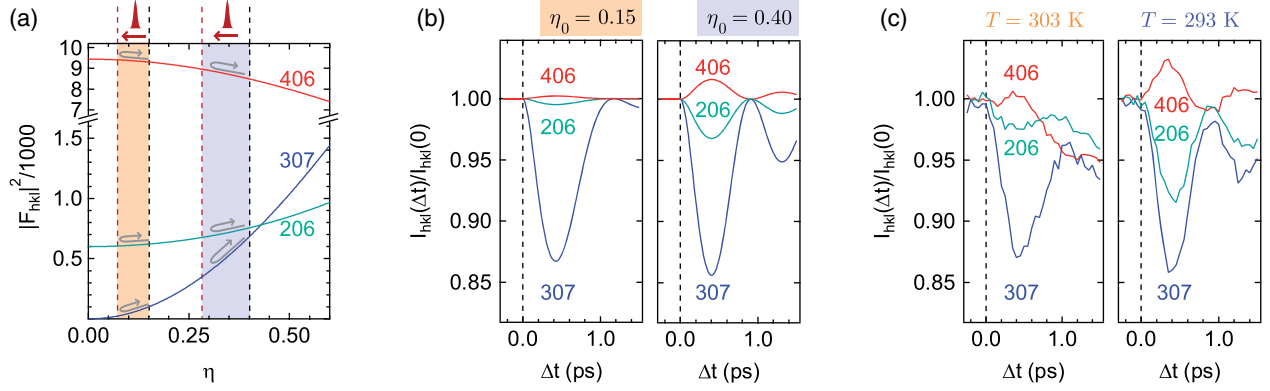 (a)
|F_hkl|²/1000
10
9
8
7
1.5
1.0
0.5
0.0
406
307
206
0.00
0.25
0.50
η
(b)
η₀ = 0.15
η₀ = 0.40
I_hkl(Δt)/I_hkl(0)
1.00
0.95
0.90
0.85
406
206
307
406
206
307
0.0
1.0
0.0
1.0
Δt (ps)
Δt (ps)
(c)
T = 303 K
T = 293 K
I_hkl(Δt)/I_hkl(0)
1.00
0.95
0.90
0.85
406
206
307
406
206
307
0.0
1.0
0.0
1.0
Δt (ps)
Δt (ps)